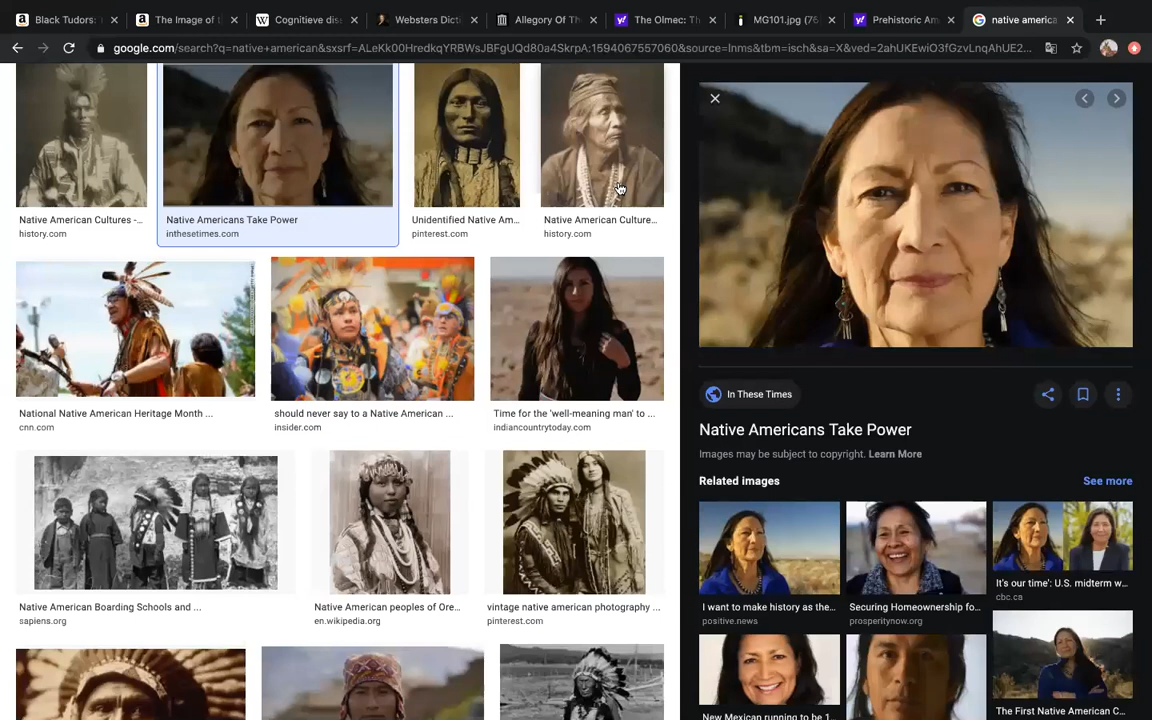 Black Tudors:
The Image of t
Cognitieve dis
Websters Dicti
Allegory Of Th
The Olmec: Th
MG101.jpg (76
Prehistoric Am
native america
google.com/search?q=native+american&sxsrf=ALeKk00HredkqYRBWsJBFgUQd80a4SkrpA:1594067557060&source=lnms&tbm=isch&sa=X&ved=2ahUKEwiO3fGzvLnqAhUE2...
Native American Cultures -...
history.com
Native Americans Take Power
inthesetimes.com
Unidentified Native Am...
pinterest.com
Native American Culture...
history.com
National Native American Heritage Month ...
cnn.com
should never say to a Native American ...
insider.com
Time for the 'well-meaning man' to ...
indiancountrytoday.com
Native American Boarding Schools and ...
sapiens.org
Native American peoples of Ore...
en.wikipedia.org
vintage native american photography ...
pinterest.com
In These Times
Native Americans Take Power
Images may be subject to copyright. Learn More
Related images
See more
I want to make history as the...
positive.news
Securing Homeownership fo...
prosperitynow.org
It's our time': U.S. midterm w...
cbc.ca
New Mexican running to be 1...
The First Native American C...